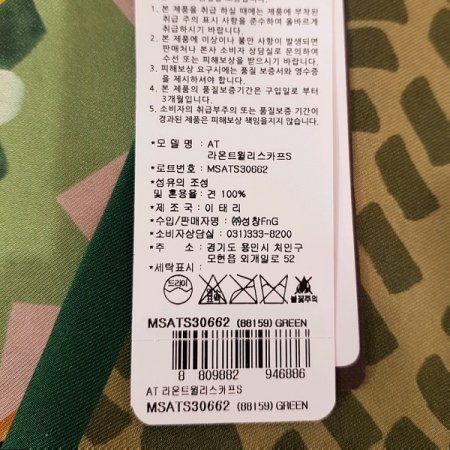 1. 본 제품을 취급 하실 때에는 제품에 부착된
취급 주의 표시 사항을 준수하여 올바르게
취급하시기 바랍니다.
2. 본 제품에 이상이나 불만 사항이 발생되면
판매처나 본사 소비자 상담실로 문의하여
수선 또는 피해보상을 받으시기 바랍니다.
3. 피해보상 요구시에는 품질 보증서와 영수증
을 제시하셔야 합니다.
4. 본 제품의 품질보증기간은 구입일로 부터
3개월입니다.
5. 소비자의 취급부주의 또는 품질보증 기간이
경과된 제품은 피해보상 책임을지지 않습니다.
*모 델 명 : AT
라온트윌리스카프S
*로트번호 : MSATS30662
*섬유의 조성
및 혼용율 : 견 100%
*제 조 국 : 이 태 리
*수입/판매자명 : ㈜성창FnG
*소비자상담실 : 031)333-8200
*주 소 : 경기도 용인시 처인구
모현읍 외개일로 52
*세탁표시 :
드라이 불꽃주의
MSATS30662 (88159) GREEN
8 809882 946886
AT 라온트윌리스카프S
MSATS30662 (88159) GREEN